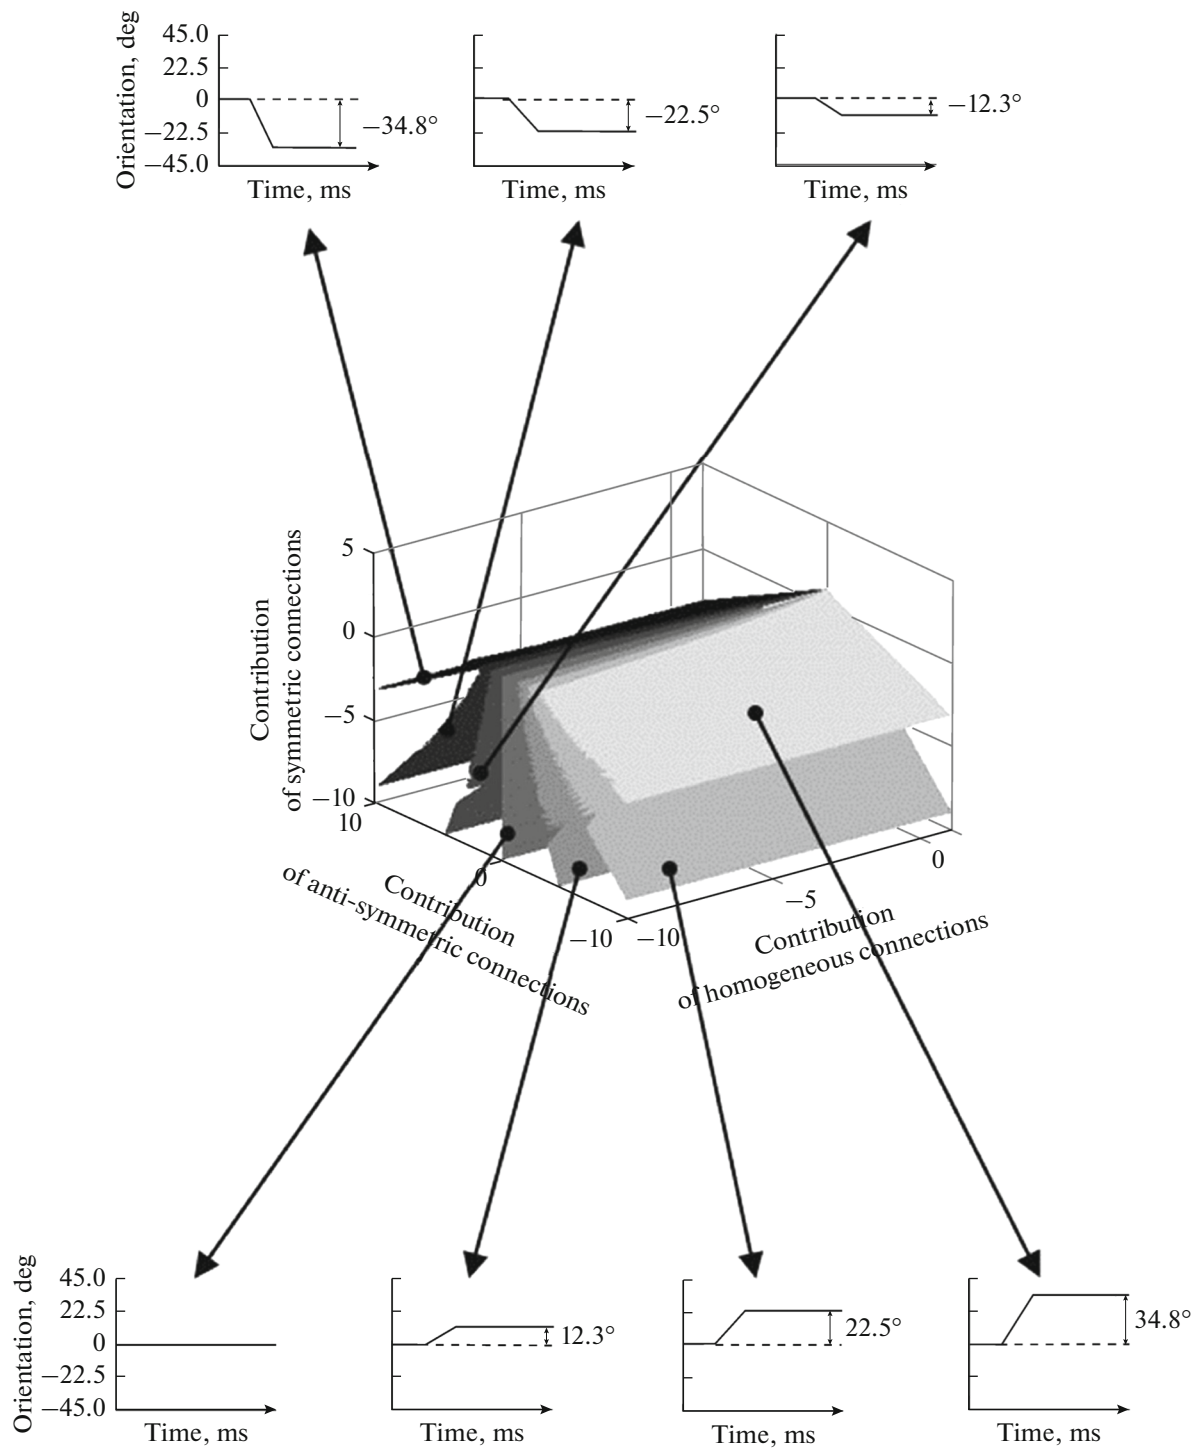 Orientation, deg
45.0
22.5
0
−22.5
−45.0
−34.8°
−22.5°
−12.3°
Time, ms
Time, ms
Time, ms
Contribution
of symmetric connections
5
0
−5
−10
10
0
−10
−10
−5
0
Contribution
of anti-symmetric connections
Contribution
of homogeneous connections
Orientation, deg
45.0
22.5
0
−22.5
−45.0
12.3°
22.5°
34.8°
Time, ms
Time, ms
Time, ms
Time, ms